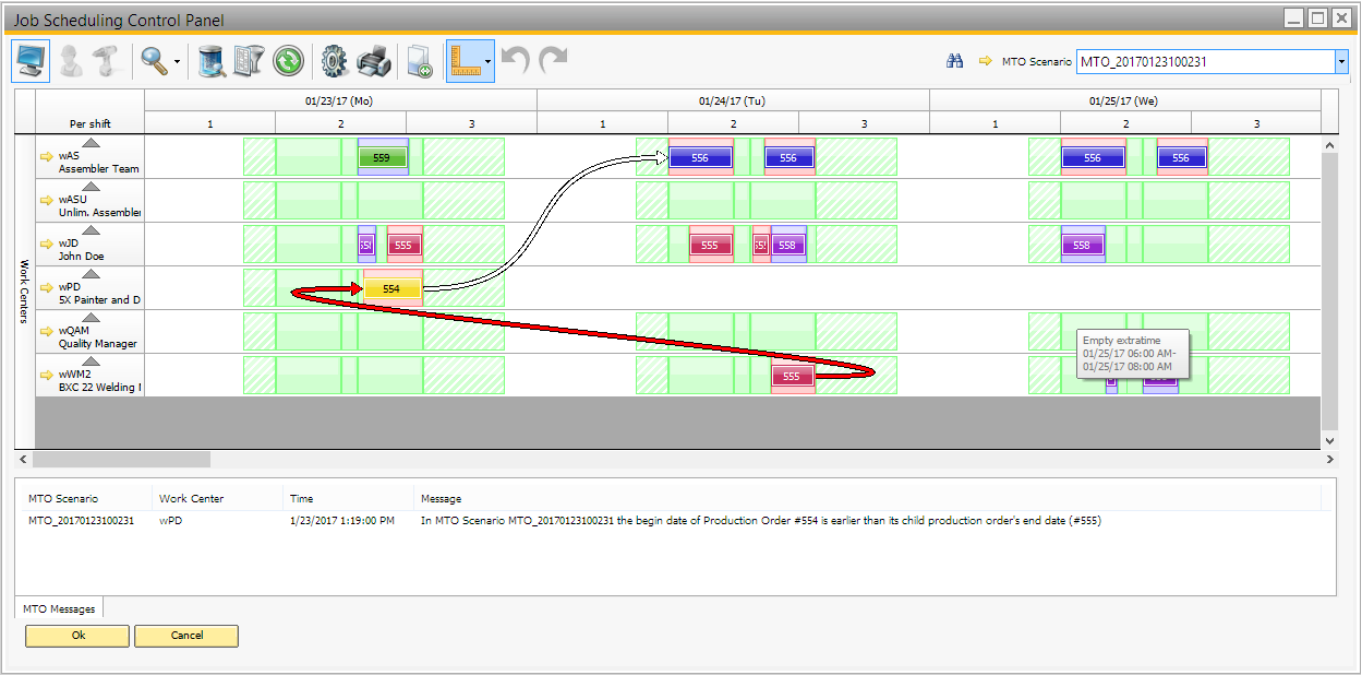 Job Scheduling Control Panel
MTO Scenario MTO_20170123100231
01/23/17 (Mo) 01/24/17 (Tu) 01/25/17 (We)
Per shift 1 2 3 1 2 3 1 2 3
Work Centers
wAS
Assembler Team
559 556 556 556 556
wASU
Unlim. Assembler
wJD
John Doe
555 555 558 558
wPD
5X Painter and D
554
wQAM
Quality Manager
wWM2
BXC 22 Welding
555
Empty extratime
01/25/17 06:00 AM-
01/25/17 08:00 AM
MTO Scenario Work Center Time Message
MTO_20170123100231 wPD 1/23/2017 1:19:00 PM In MTO Scenario MTO_20170123100231 the begin date of Production Order #554 is earlier than its child production order's end date (#555)
MTO Messages
Ok Cancel